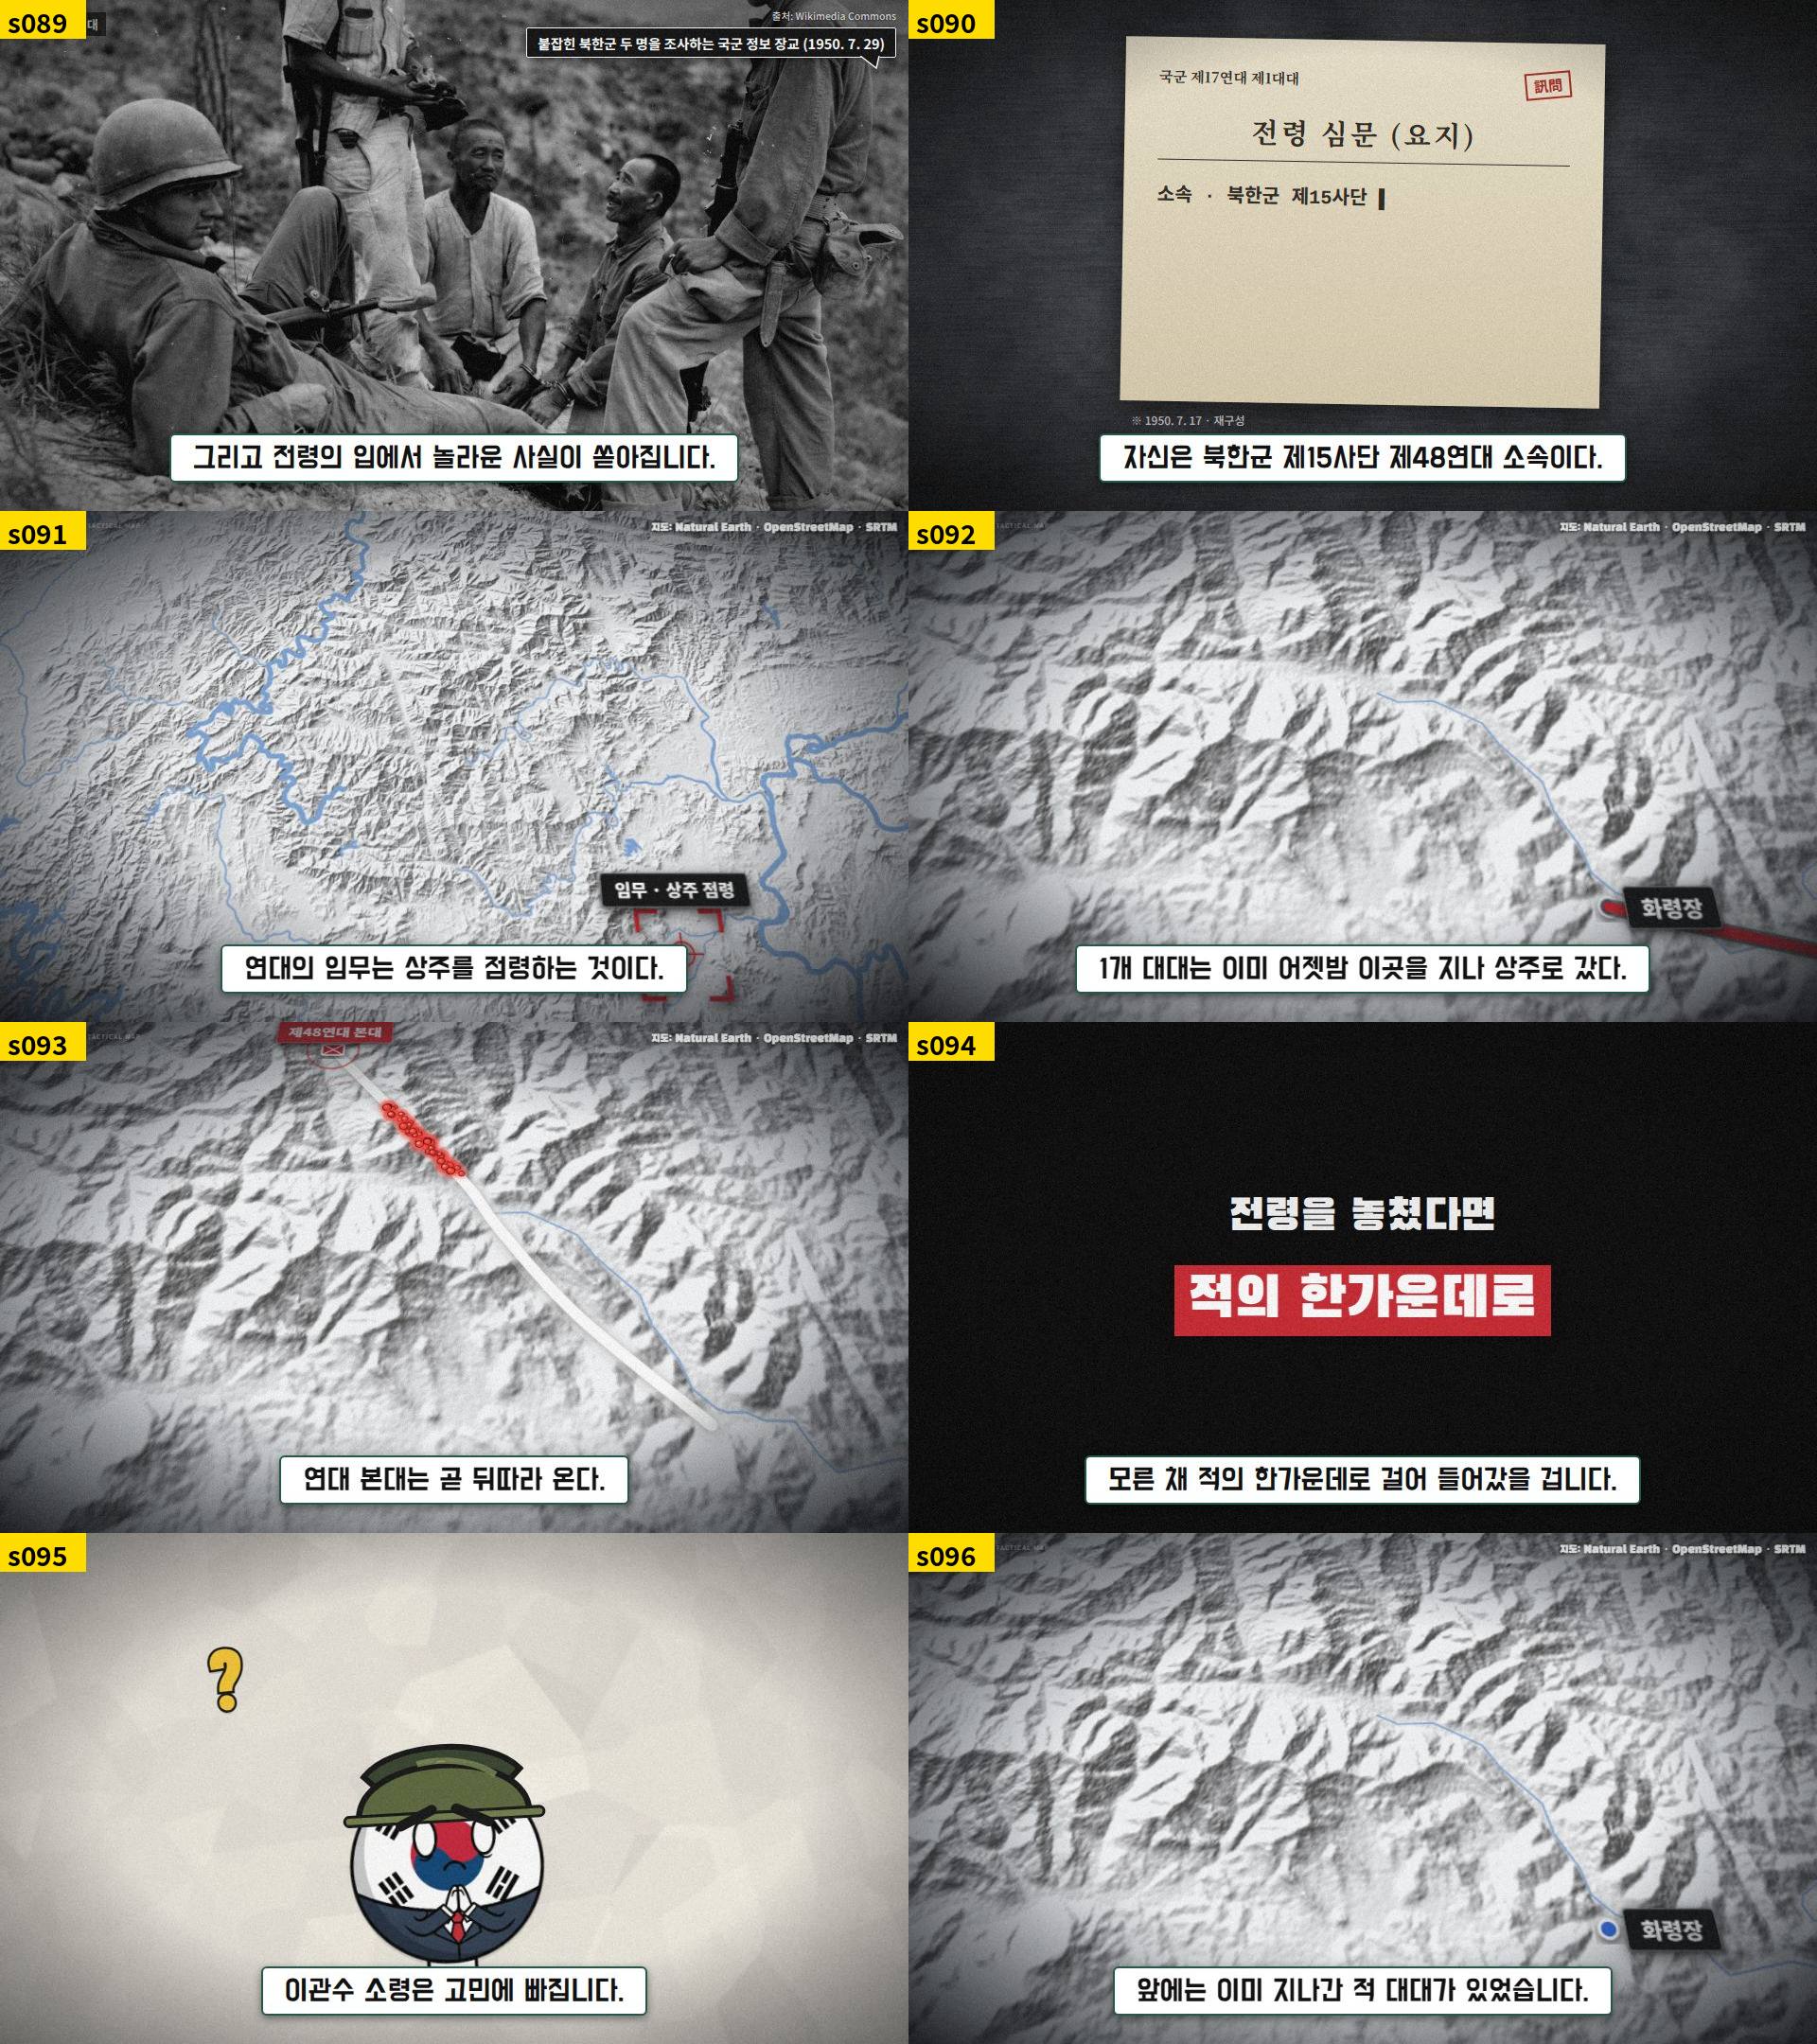 s089
대
출처: Wikimedia Commons
붙잡힌 북한군 두 명을 조사하는 국군 정보 장교 (1950. 7. 29)
그리고 전령의 입에서 놀라운 사실이 쏟아집니다.
s090
국군 제17연대 제1대대
訊問
전령 심문 (요지)
소속 · 북한군 제15사단
※ 1950. 7. 17 · 재구성
자신은 북한군 제15사단 제48연대 소속이다.
s091
TACTICAL MAP
지도: Natural Earth · OpenStreetMap · SRTM
임무 · 상주 점령
연대의 임무는 상주를 점령하는 것이다.
s092
TACTICAL MAP
지도: Natural Earth · OpenStreetMap · SRTM
화령장
1개 대대는 이미 어젯밤 이곳을 지나 상주로 갔다.
s093
TACTICAL MAP
제48연대 본대
지도: Natural Earth · OpenStreetMap · SRTM
연대 본대는 곧 뒤따라 온다.
s094
전령을 놓쳤다면
적의 한가운데로
모른 채 적의 한가운데로 걸어 들어갔을 겁니다.
s095
?
이관수 소령은 고민에 빠집니다.
s096
TACTICAL MAP
지도: Natural Earth · OpenStreetMap · SRTM
화령장
앞에는 이미 지나간 적 대대가 있었습니다.